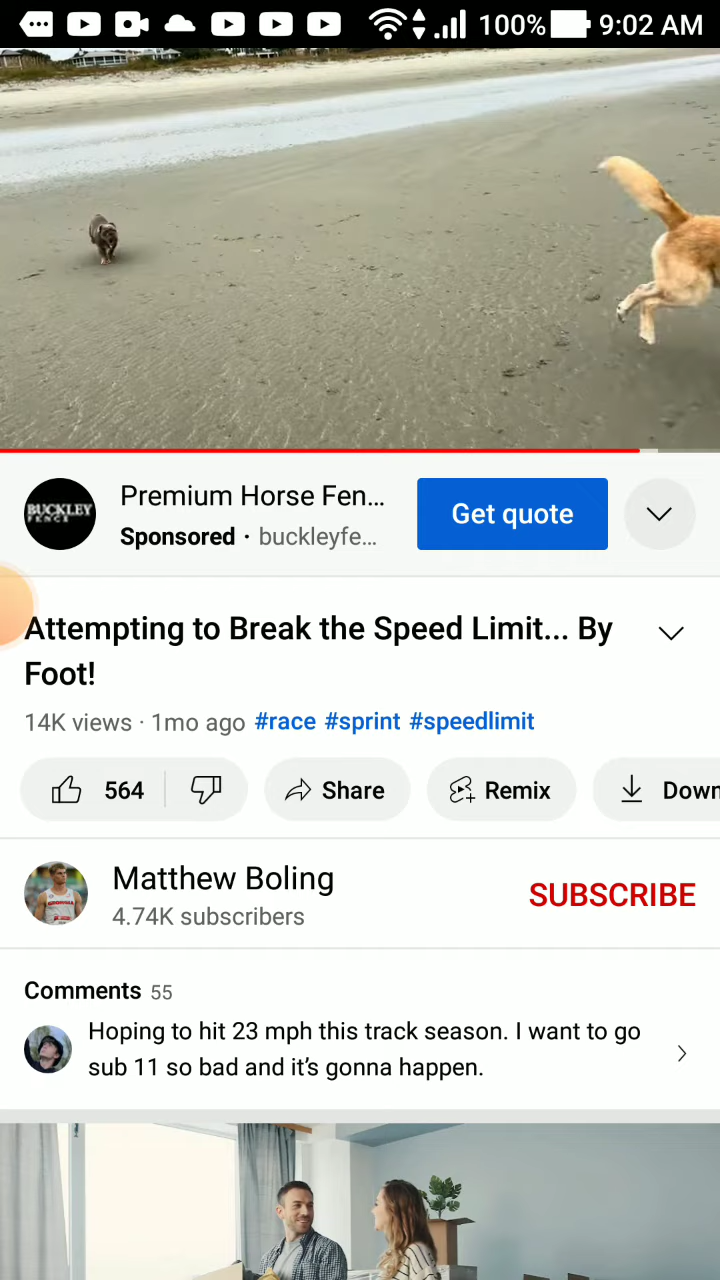 100% 9:02 AM
BUCKLEY
FENCE
Premium Horse Fen...
Sponsored · buckleyfe...
Get quote
Attempting to Break the Speed Limit... By
Foot!
14K views · 1mo ago #race #sprint #speedlimit
564 Share Remix Down
Matthew Boling
4.74K subscribers
SUBSCRIBE
Comments 55
Hoping to hit 23 mph this track season. I want to go
sub 11 so bad and it's gonna happen.